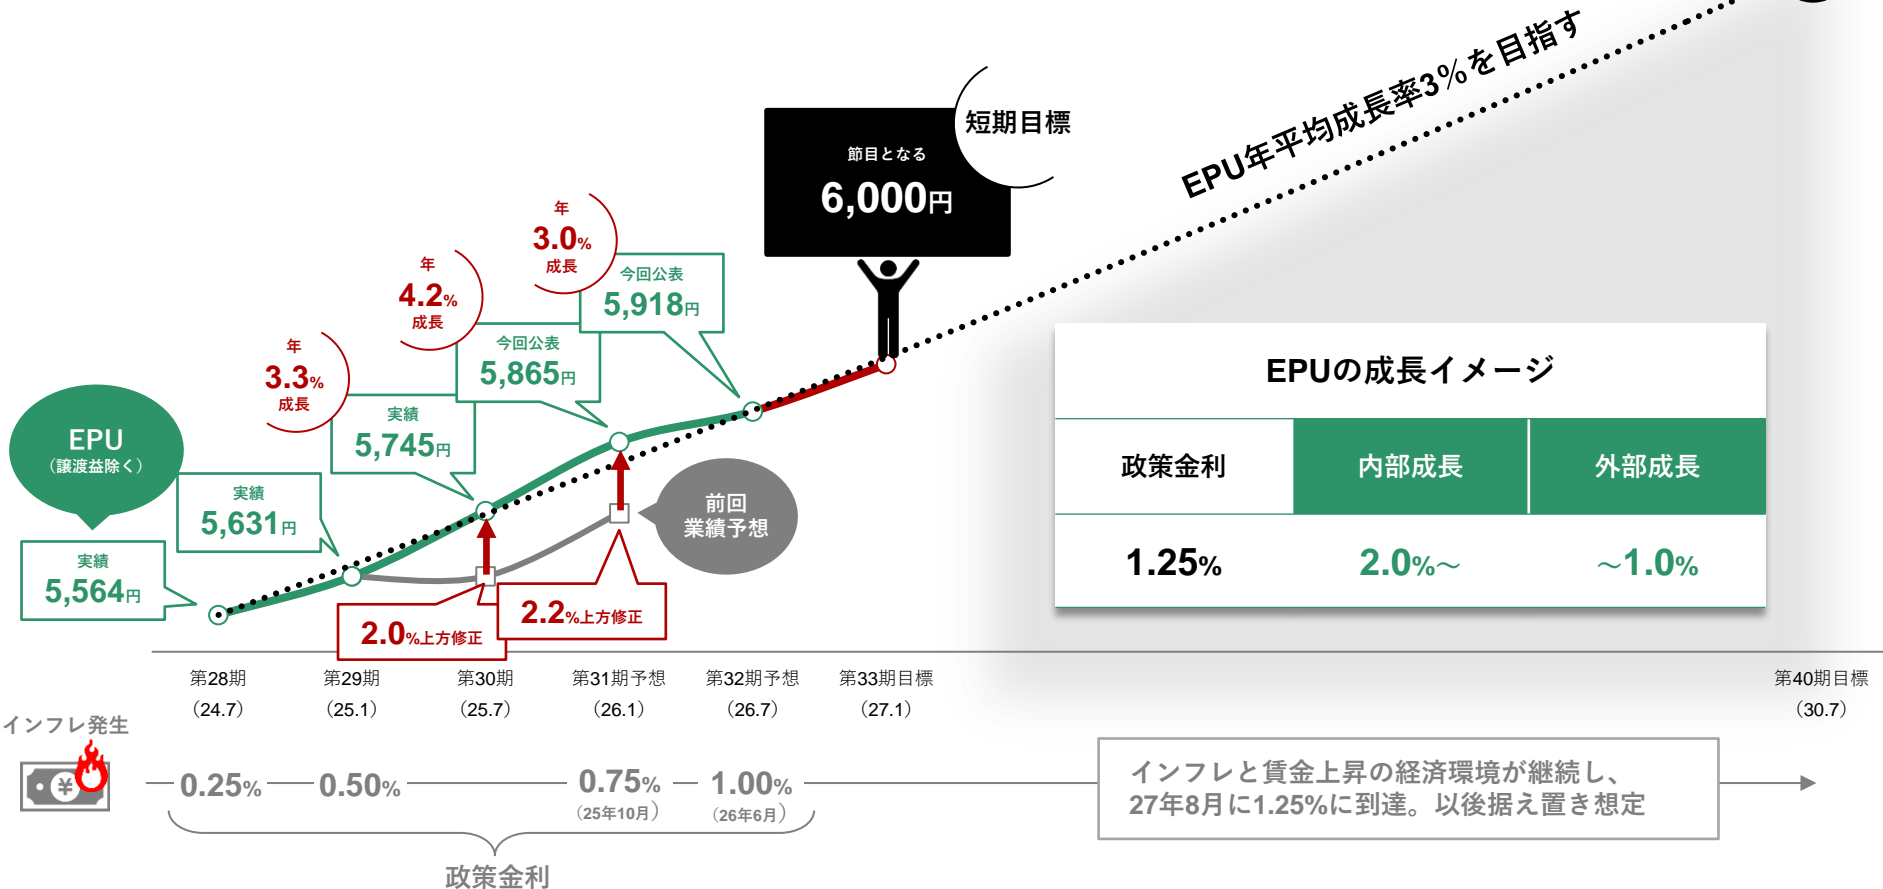 EPU年平均成長率3%を目指す
短期目標
節目となる
6,000円
年
3.0%
成長
年
4.2%
成長
年
3.3%
成長
今回公表
5,918円
今回公表
5,865円
実績
5,745円
EPU
（譲渡益除く）
実績
5,631円
実績
5,564円
前回
業績予想
2.0%上方修正
2.2%上方修正
EPUの成長イメージ
政策金利 内部成長 外部成長
1.25% 2.0%～ ～1.0%
第28期 第29期 第30期 第31期予想 第32期予想 第33期目標 第40期目標
（24.7） （25.1） （25.7） （26.1） （26.7） （27.1） （30.7）
インフレ発生
¥
0.25% 0.50% 0.75% 1.00%
（25年10月） （26年6月）
政策金利
インフレと賃金上昇の経済環境が継続し、
27年8月に1.25%に到達。以後据え置き想定